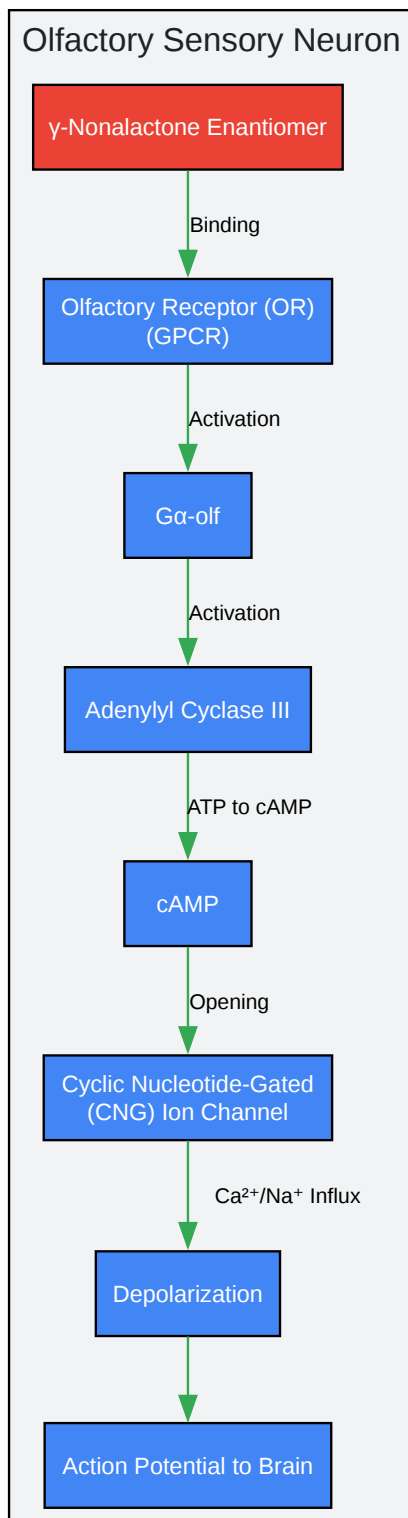 Olfactory Sensory Neuron
γ-Nonalactone Enantiomer
Binding
Olfactory Receptor (OR)
(GPCR)
Activation
Gα-olf
Activation
Adenylyl Cyclase III
ATP to cAMP
cAMP
Opening
Cyclic Nucleotide-Gated
(CNG) Ion Channel
Ca²⁺/Na⁺ Influx
Depolarization
Action Potential to Brain